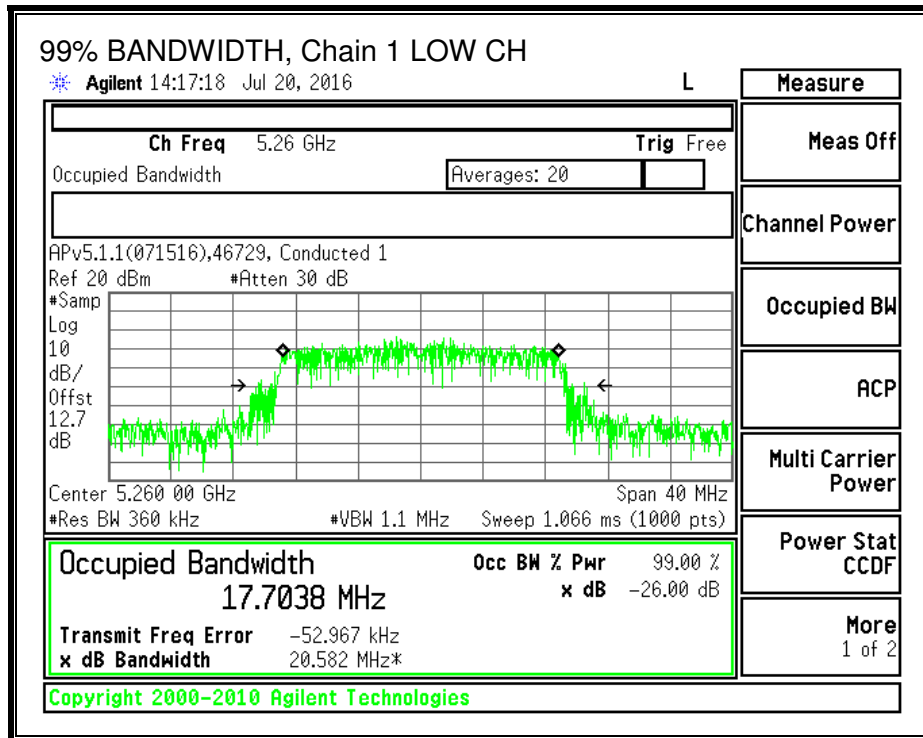 99% BANDWIDTH, Chain 1 LOW CH
Agilent 14:17:18 Jul 20, 2016 L
Measure
Ch Freq 5.26 GHz Trig Free
Meas Off
Occupied Bandwidth Averages: 20
Channel Power
APv5.1.1(071516),46729, Conducted 1
Ref 20 dBm #Atten 30 dB
#Samp
Log
10
dB/
Offst
12.7
dB
Occupied BW
ACP
Center 5.260 00 GHz Span 40 MHz
#Res BW 360 kHz #VBW 1.1 MHz Sweep 1.066 ms (1000 pts)
Multi Carrier
Power
Occupied Bandwidth Occ BW % Pwr 99.00 %
17.7038 MHz x dB -26.00 dB
Transmit Freq Error -52.967 kHz
x dB Bandwidth 20.582 MHz*
Power Stat
CCDF
More
1 of 2
Copyright 2000-2010 Agilent Technologies